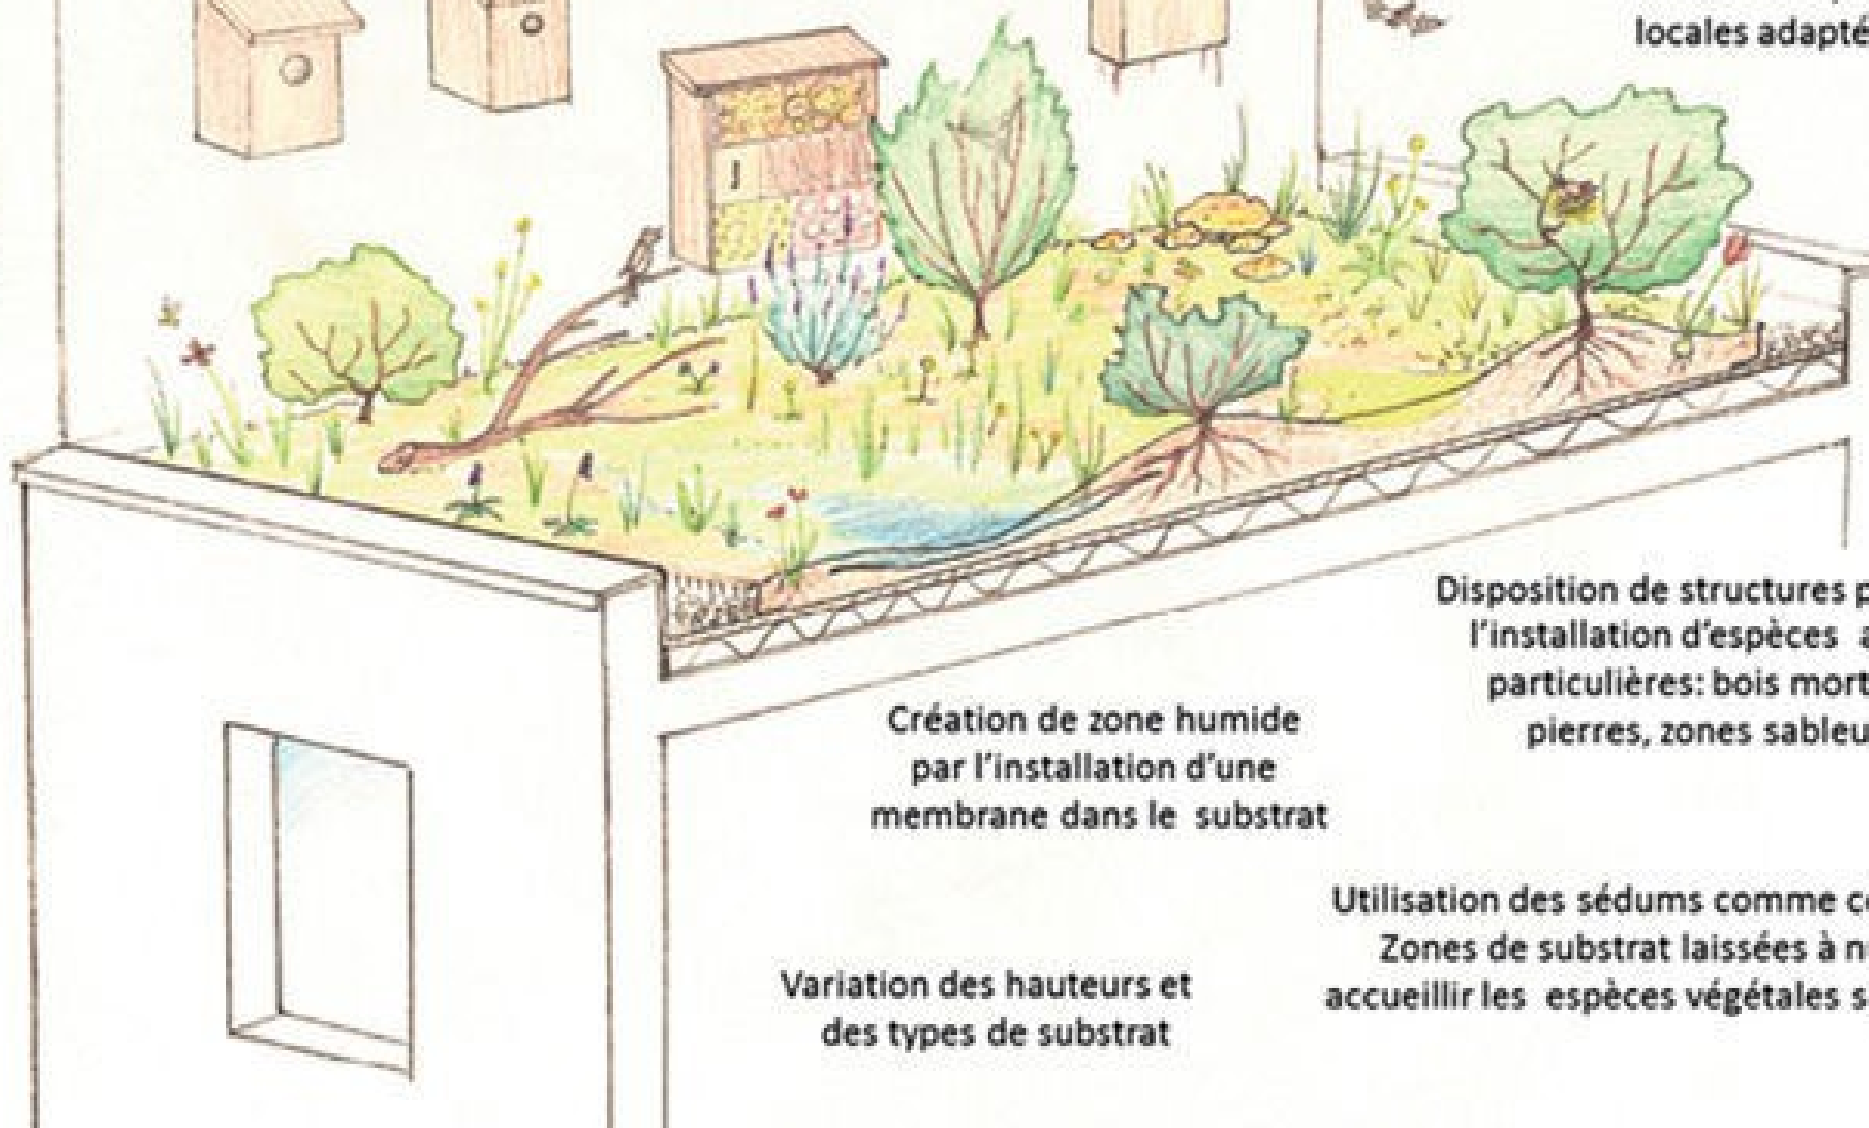 locales adapté
Disposition de structures p
l'installation d'espèces a
particulières: bois mort
pierres, zones sableu
Création de zone humide
par l'installation d'une
membrane dans le substrat
Utilisation des sédums comme co
Zones de substrat laissées à n
accueillir les espèces végétales s
Variation des hauteurs et
des types de substrat